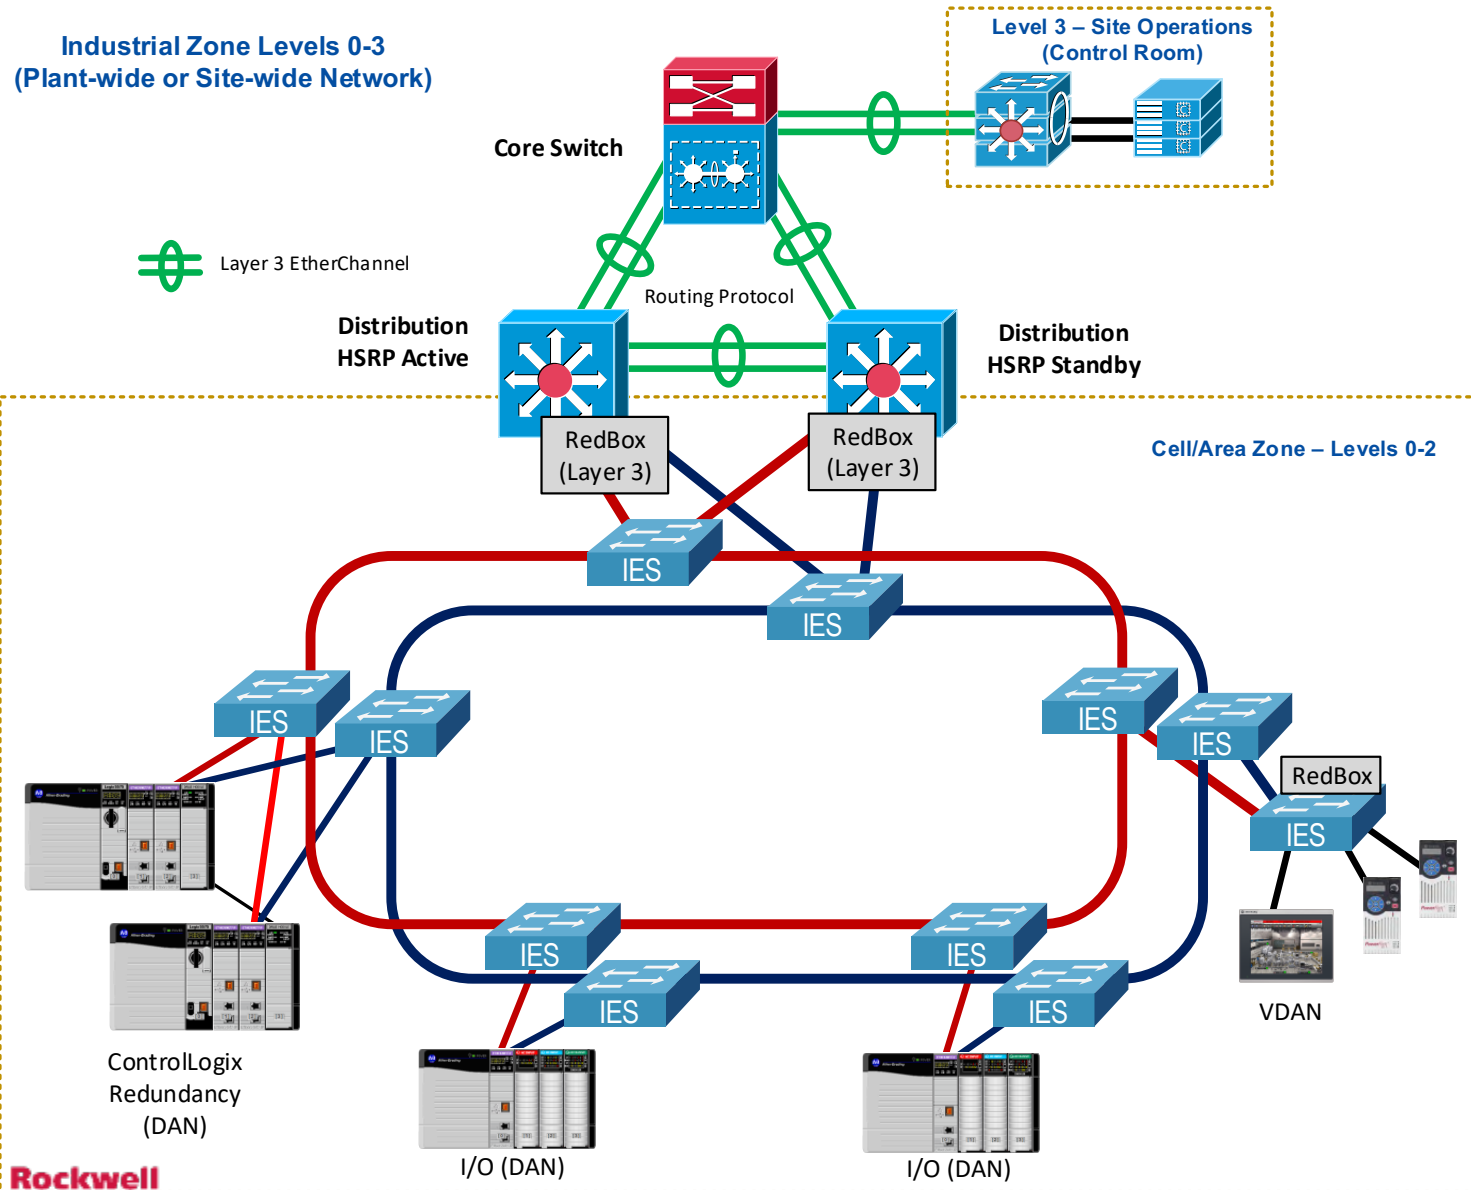 Industrial Zone Levels 0-3
(Plant-wide or Site-wide Network)
Level 3 – Site Operations
(Control Room)
Core Switch
Layer 3 EtherChannel
Routing Protocol
Distribution
HSRP Active
Distribution
HSRP Standby
RedBox
(Layer 3)
RedBox
(Layer 3)
Cell/Area Zone – Levels 0-2
IES
IES
IES
IES
IES
IES
RedBox
IES
IES
IES
IES
IES
VDAN
ControlLogix
Redundancy
(DAN)
I/O (DAN)
I/O (DAN)
Rockwell